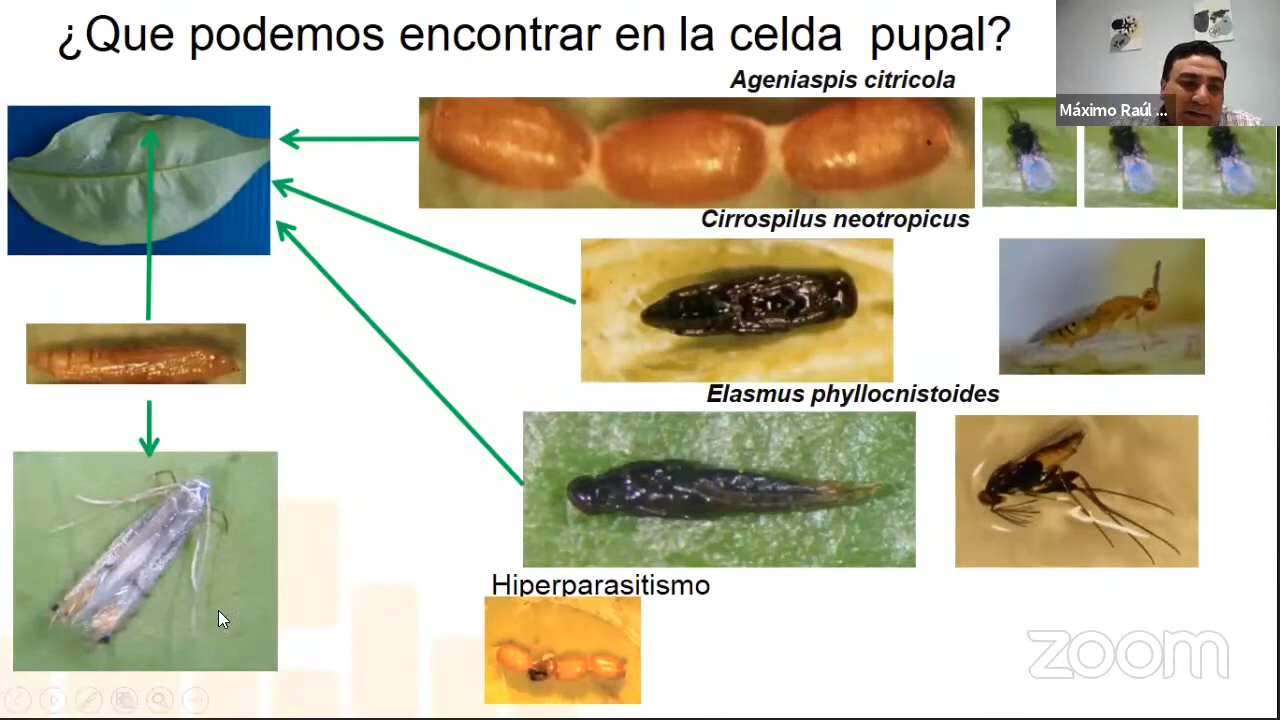 ¿Que podemos encontrar en la celda pupal?
Máximo Raúl ...
Ageniaspis citricola
Cirrospilus neotropicus
Elasmus phyllocnistoides
Hiperparasitismo
zoom